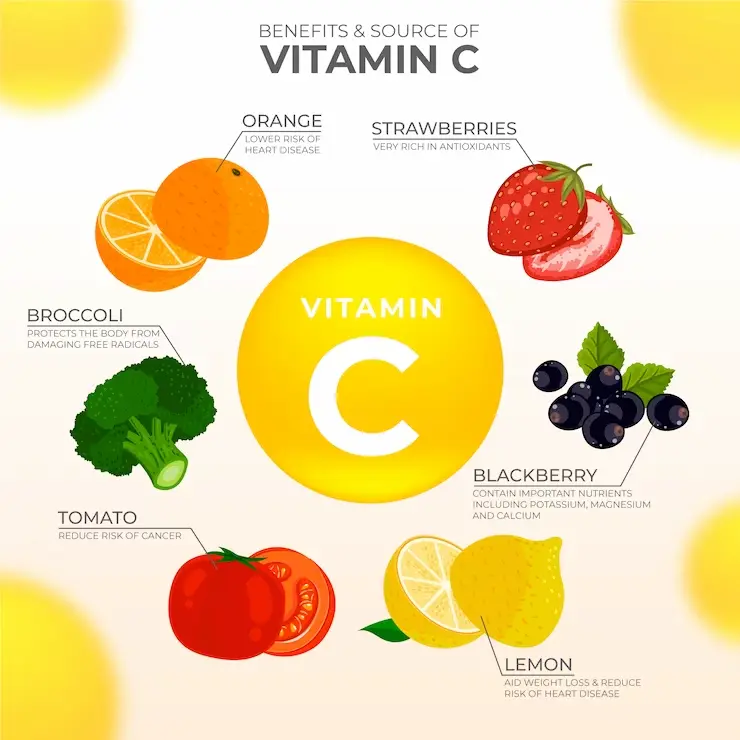 BENEFITS & SOURCE OF
VITAMIN C
ORANGE
LOWER RISK OF
HEART DISEASE
STRAWBERRIES
VERY RICH IN ANTIOXIDANTS
VITAMIN
C
BROCCOLI
PROTECTS THE BODY FROM
DAMAGING FREE RADICALS
BLACKBERRY
CONTAIN IMPORTANT NUTRIENTS
INCLUDING POTASSIUM, MAGNESIUM
AND CALCIUM
TOMATO
REDUCE RISK OF CANCER
LEMON
AID WEIGHT LOSS & REDUCE
RISK OF HEART DISEASE